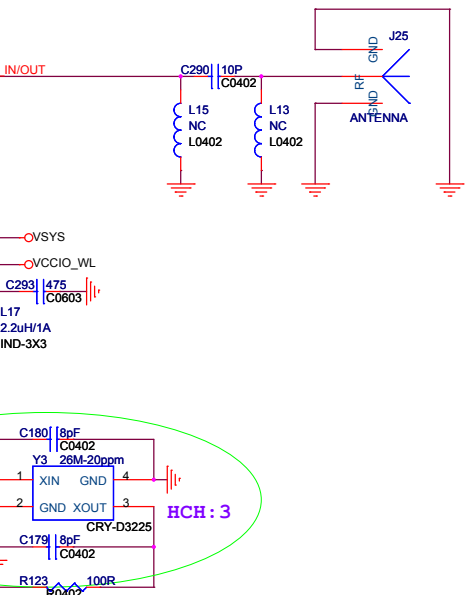 J25
GND
IN/OUT
C290 10P
C0402
RF
GND
L15
NC
L0402
L13
NC
L0402
ANTENNA
VSYS
VCCIO_WL
C293 475
C0603
L17
2.2uH/1A
IND-3X3
C180 8pF
C0402
Y3 26M-20ppm
1 XIN GND 4
2 GND XOUT 3
HCH:3
CRY-D3225
C179 8pF
C0402
R123 100R
R0402